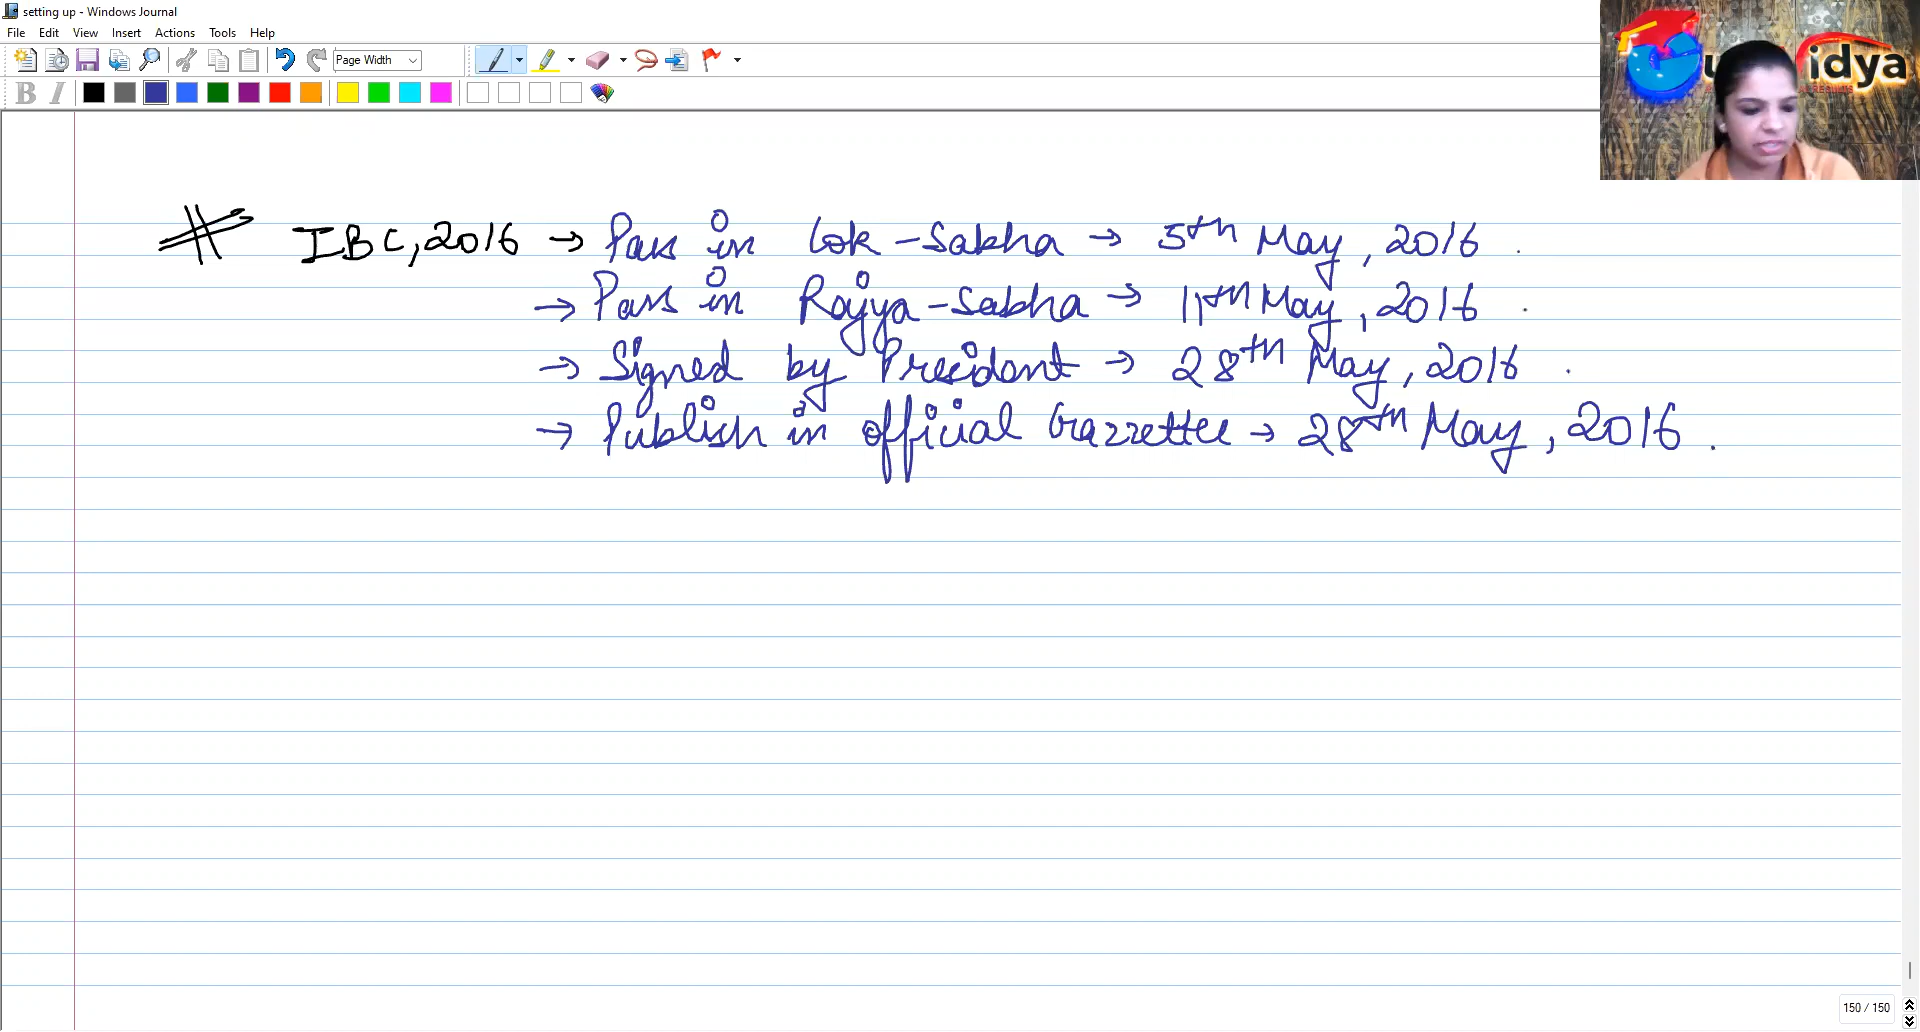 setting up - Windows Journal
File Edit View Insert Actions Tools Help
Page Width
B I
idya
# IBC, 2016 → Pass in Lok-Sabha → 5th May, 2016.
→ Pass in Rajya-Sabha → 11th May, 2016.
→ Signed by President → 28th May, 2016.
→ Publish in official Gazzettee → 28th May, 2016.
150 / 150